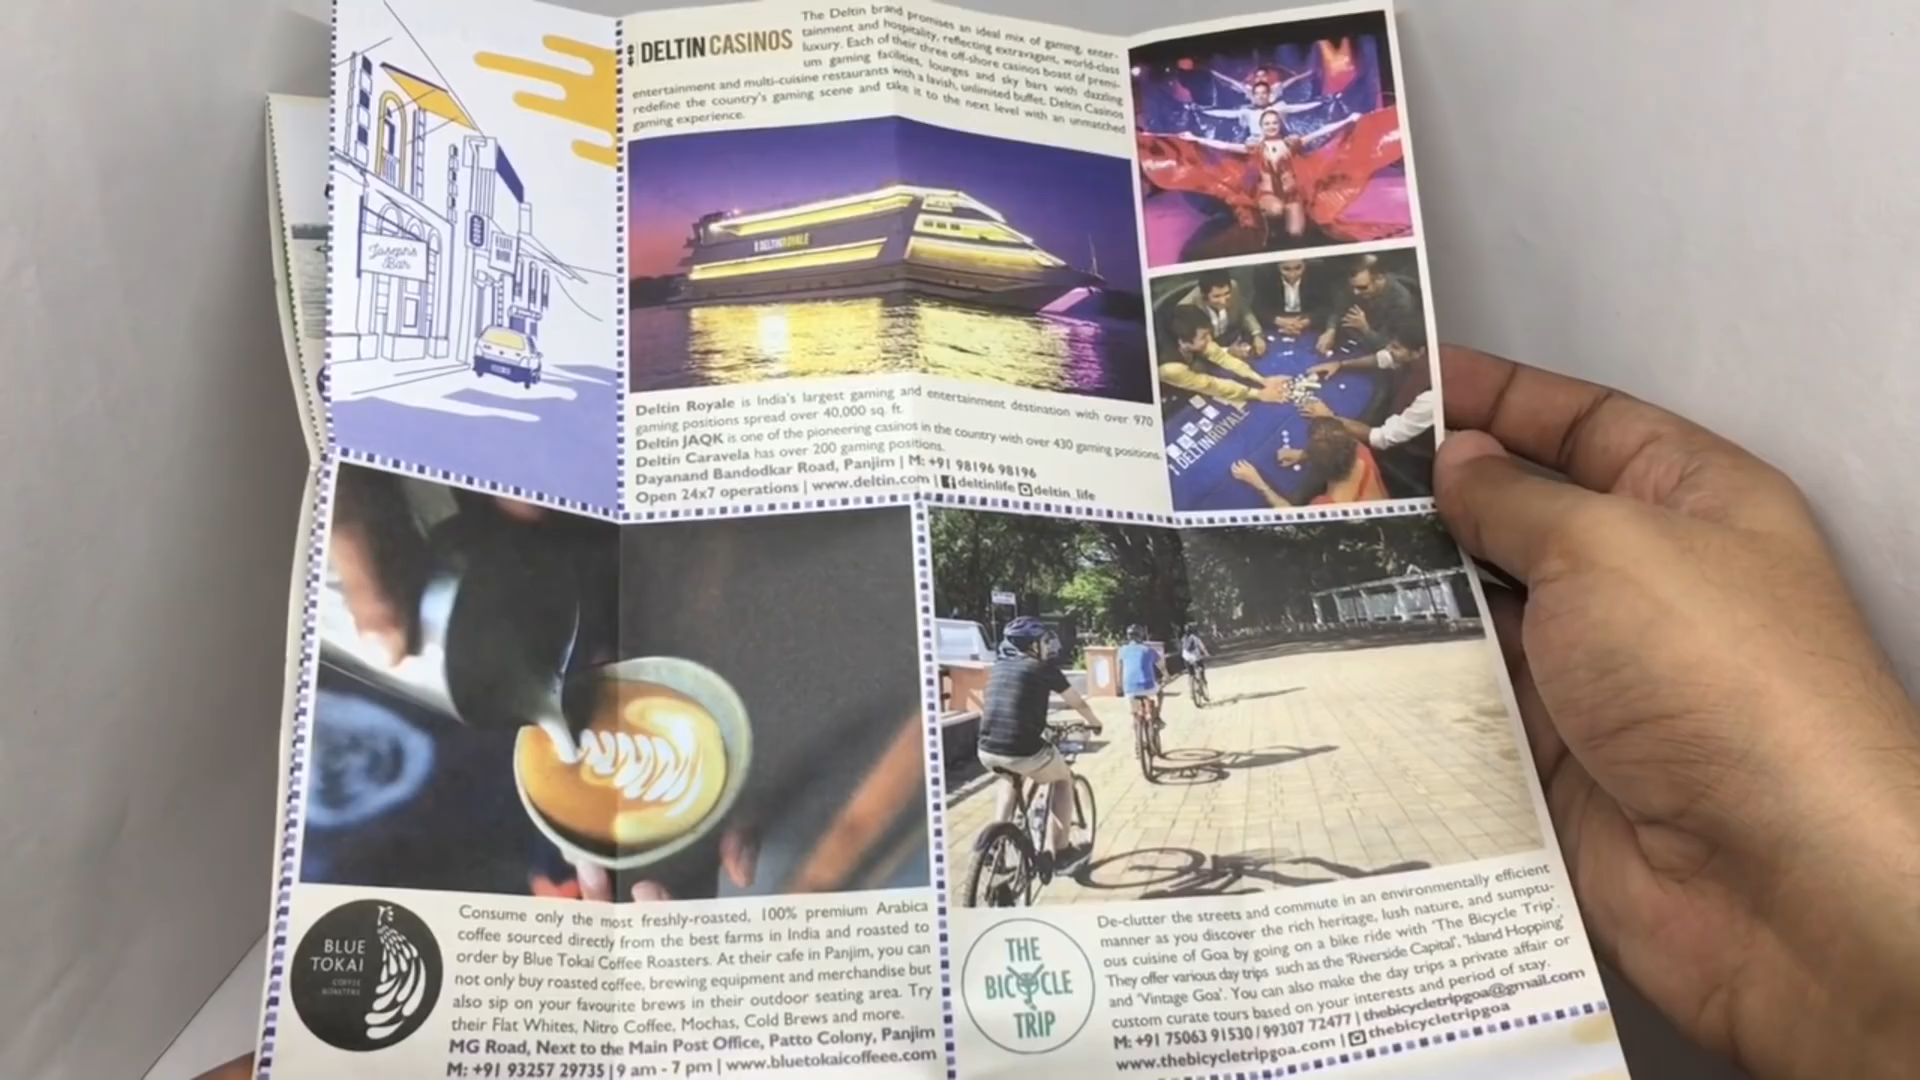 Joseph's
Bar
DELTIN CASINOS
The Deltin brand promises an ideal mix of gaming, enter-
tainment and hospitality, reflecting extravagant, world-class
luxury. Each of their three off-shore casinos boast of premi-
um gaming facilities, lounges and sky bars with dazzling
entertainment and multi-cuisine restaurants with a lavish, unlimited buffet. Deltin Casinos
redefine the country's gaming scene and take it to the next level with an unmatched
gaming experience.
DELTINROYALE
Deltin Royale is India's largest gaming and entertainment destination with over 970
gaming positions spread over 40,000 sq. ft.
Deltin JAQK is one of the pioneering casinos in the country with over 430 gaming positions.
Deltin Caravela has over 200 gaming positions.
Dayanand Bandodkar Road, Panjim | M: +91 98196 98196
Open 24x7 operations | www.deltin.com | deltinlife deltin_life
DELTINROYALE
BLUE
TOKAI
COFFEE
ROASTERS
Consume only the most freshly-roasted, 100% premium Arabica
coffee sourced directly from the best farms in India and roasted to
order by Blue Tokai Coffee Roasters. At their cafe in Panjim, you can
not only buy roasted coffee, brewing equipment and merchandise but
also sip on your favourite brews in their outdoor seating area. Try
their Flat Whites, Nitro Coffee, Mochas, Cold Brews and more.
MG Road, Next to the Main Post Office, Patto Colony, Panjim
M: +91 93257 29735 | 9 am - 7 pm | www.bluetokaicoffeee.com
THE
BICYCLE
TRIP
De-clutter the streets and commute in an environmentally efficient
manner as you discover the rich heritage, lush nature, and sumptu-
ous cuisine of Goa by going on a bike ride with 'The Bicycle Trip'.
They offer various day trips such as the 'Riverside Capital', 'Island Hopping'
and 'Vintage Goa'. You can also make the day trips a private affair or
custom curate tours based on your interests and period of stay.
M: +91 75063 91530 / 99307 72477 | thebicycletripgoa@gmail.com
www.thebicycletripgoa.com | thebicycletripgoa